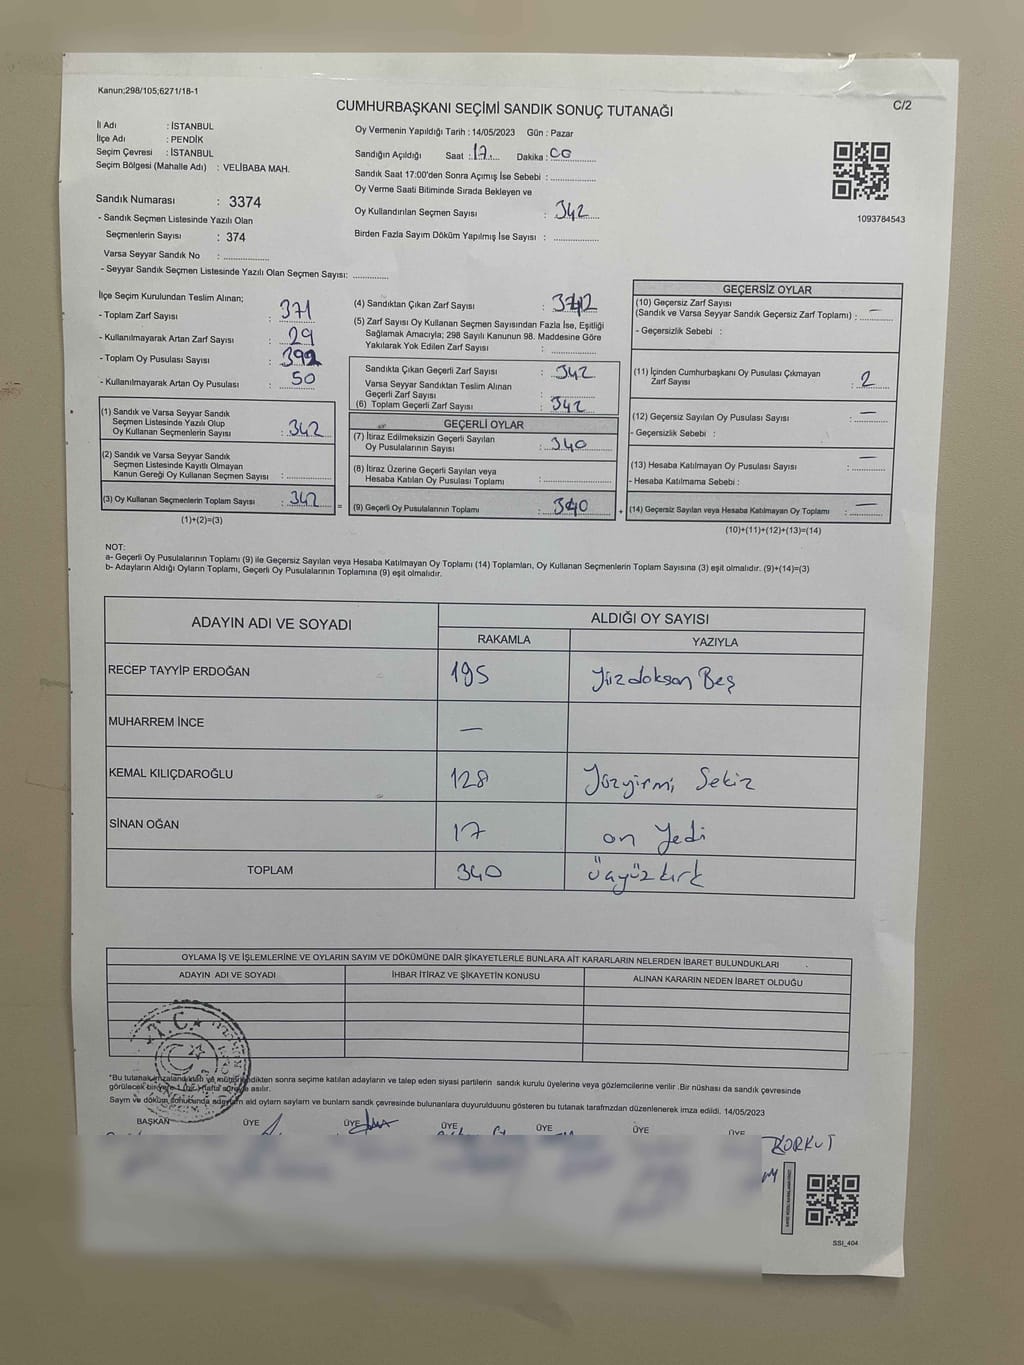 Kanun;298/105;6271/18-1
C/2
CUMHURBAŞKANI SEÇİMİ SANDIK SONUÇ TUTANAĞI
İl Adı : İSTANBUL
İlçe Adı : PENDİK
Seçim Çevresi : İSTANBUL
Seçim Bölgesi (Mahalle Adı) : VELİBABA MAH.
Sandık Numarası : 3374
- Sandık Seçmen Listesinde Yazılı Olan
Seçmenlerin Sayısı : 374
Varsa Seyyar Sandık No :
- Seyyar Sandık Seçmen Listesinde Yazılı Olan Seçmen Sayısı:
Oy Vermenin Yapıldığı Tarih : 14/05/2023 Gün : Pazar
Sandığın Açıldığı Saat : 17 Dakika : 00
Sandık Saat 17:00'den Sonra Açımış İse Sebebi :
Oy Verme Saati Bitiminde Sırada Bekleyen ve
Oy Kullandırılan Seçmen Sayısı : 342
Birden Fazla Sayım Döküm Yapılmış İse Sayısı :
1093784543
İlçe Seçim Kurulundan Teslim Alınan;
- Toplam Zarf Sayısı : 371
- Kullanılmayarak Artan Zarf Sayısı : 29
- Toplam Oy Pusulası Sayısı : 392
- Kullanılmayarak Artan Oy Pusulası : 50
(1) Sandık ve Varsa Seyyar Sandık
Seçmen Listesinde Yazılı Olup
Oy Kullanan Seçmenlerin Sayısı : 342
(2) Sandık ve Varsa Seyyar Sandık
Seçmen Listesinde Kayıtlı Olmayan
Kanun Gereği Oy Kullanan Seçmen Sayısı :
(3) Oy Kullanan Seçmenlerin Toplam Sayısı : 342
(1)+(2)=(3)
(4) Sandıktan Çıkan Zarf Sayısı : 342
(5) Zarf Sayısı Oy Kullanan Seçmen Sayısından Fazla İse, Eşitliği
Sağlamak Amacıyla; 298 Sayılı Kanunun 98. Maddesine Göre
Yakılarak Yok Edilen Zarf Sayısı :
Sandıkta Çıkan Geçerli Zarf Sayısı : 342
Varsa Seyyar Sandıktan Teslim Alınan
Geçerli Zarf Sayısı :
(6) Toplam Geçerli Zarf Sayısı : 342
GEÇERLİ OYLAR
(7) İtiraz Edilmeksizin Geçerli Sayılan
Oy Pusulalarının Sayısı : 340
(8) İtiraz Üzerine Geçerli Sayılan veya
Hesaba Katılan Oy Pusulası Toplamı :
= (9) Geçerli Oy Pusulalarının Toplamı : 340
GEÇERSİZ OYLAR
(10) Geçersiz Zarf Sayısı
(Sandık ve Varsa Seyyar Sandık Geçersiz Zarf Toplamı) : —
- Geçersizlik Sebebi :
(11) İçinden Cumhurbaşkanı Oy Pusulası Çıkmayan
Zarf Sayısı : 2
(12) Geçersiz Sayılan Oy Pusulası Sayısı : —
- Geçersizlik Sebebi :
(13) Hesaba Katılmayan Oy Pusulası Sayısı : —
- Hesaba Katılmama Sebebi :
+ (14) Geçersiz Sayılan veya Hesaba Katılmayan Oy Toplamı : —
(10)+(11)+(12)+(13)=(14)
NOT:
a- Geçerli Oy Pusulalarının Toplamı (9) ile Geçersiz Sayılan veya Hesaba Katılmayan Oy Toplamı (14) Toplamları, Oy Kullanan Seçmenlerin Toplam Sayısına (3) eşit olmalıdır. (9)+(14)=(3)
b- Adayların Aldığı Oyların Toplamı, Geçerli Oy Pusulalarının Toplamına (9) eşit olmalıdır.
ADAYIN ADI VE SOYADI ALDIĞI OY SAYISI
RAKAMLA YAZIYLA
RECEP TAYYİP ERDOĞAN 195 Yüzdoksan Beş
MUHARREM İNCE —
KEMAL KILIÇDAROĞLU 128 Yüzyirmi Sekiz
SİNAN OĞAN 17 on Yedi
TOPLAM 340 Üçyüzkırk
OYLAMA İŞ VE İŞLEMLERİNE VE OYLARIN SAYIM VE DÖKÜMÜNE DAİR ŞİKAYETLERLE BUNLARA AİT KARARLARIN NELERDEN İBARET BULUNDUKLARI
ADAYIN ADI VE SOYADI İHBAR İTİRAZ VE ŞİKAYETİN KONUSU ALINAN KARARIN NEDEN İBARET OLDUĞU
T.C.
*Bu tutanak imzalandıktan ve mühürlendikten sonra seçime katılan adayların ve talep eden siyasi partilerin sandık kurulu üyelerine veya gözlemcilerine verilir .Bir nüshası da sandık çevresinde
görülecek bir yere 1 (bir) hafta süreyle asılır.
Sayım ve döküm sonucunda adayların aldığı oyların sayıları ve bunların sandık çevresinde bulunanlara duyurulduğunu gösteren bu tutanak tarafımızdan düzenlenerek imza edildi. 14/05/2023
BAŞKAN ÜYE ÜYE ÜYE ÜYE ÜYE ÜYE
KORKUT
SSI_404